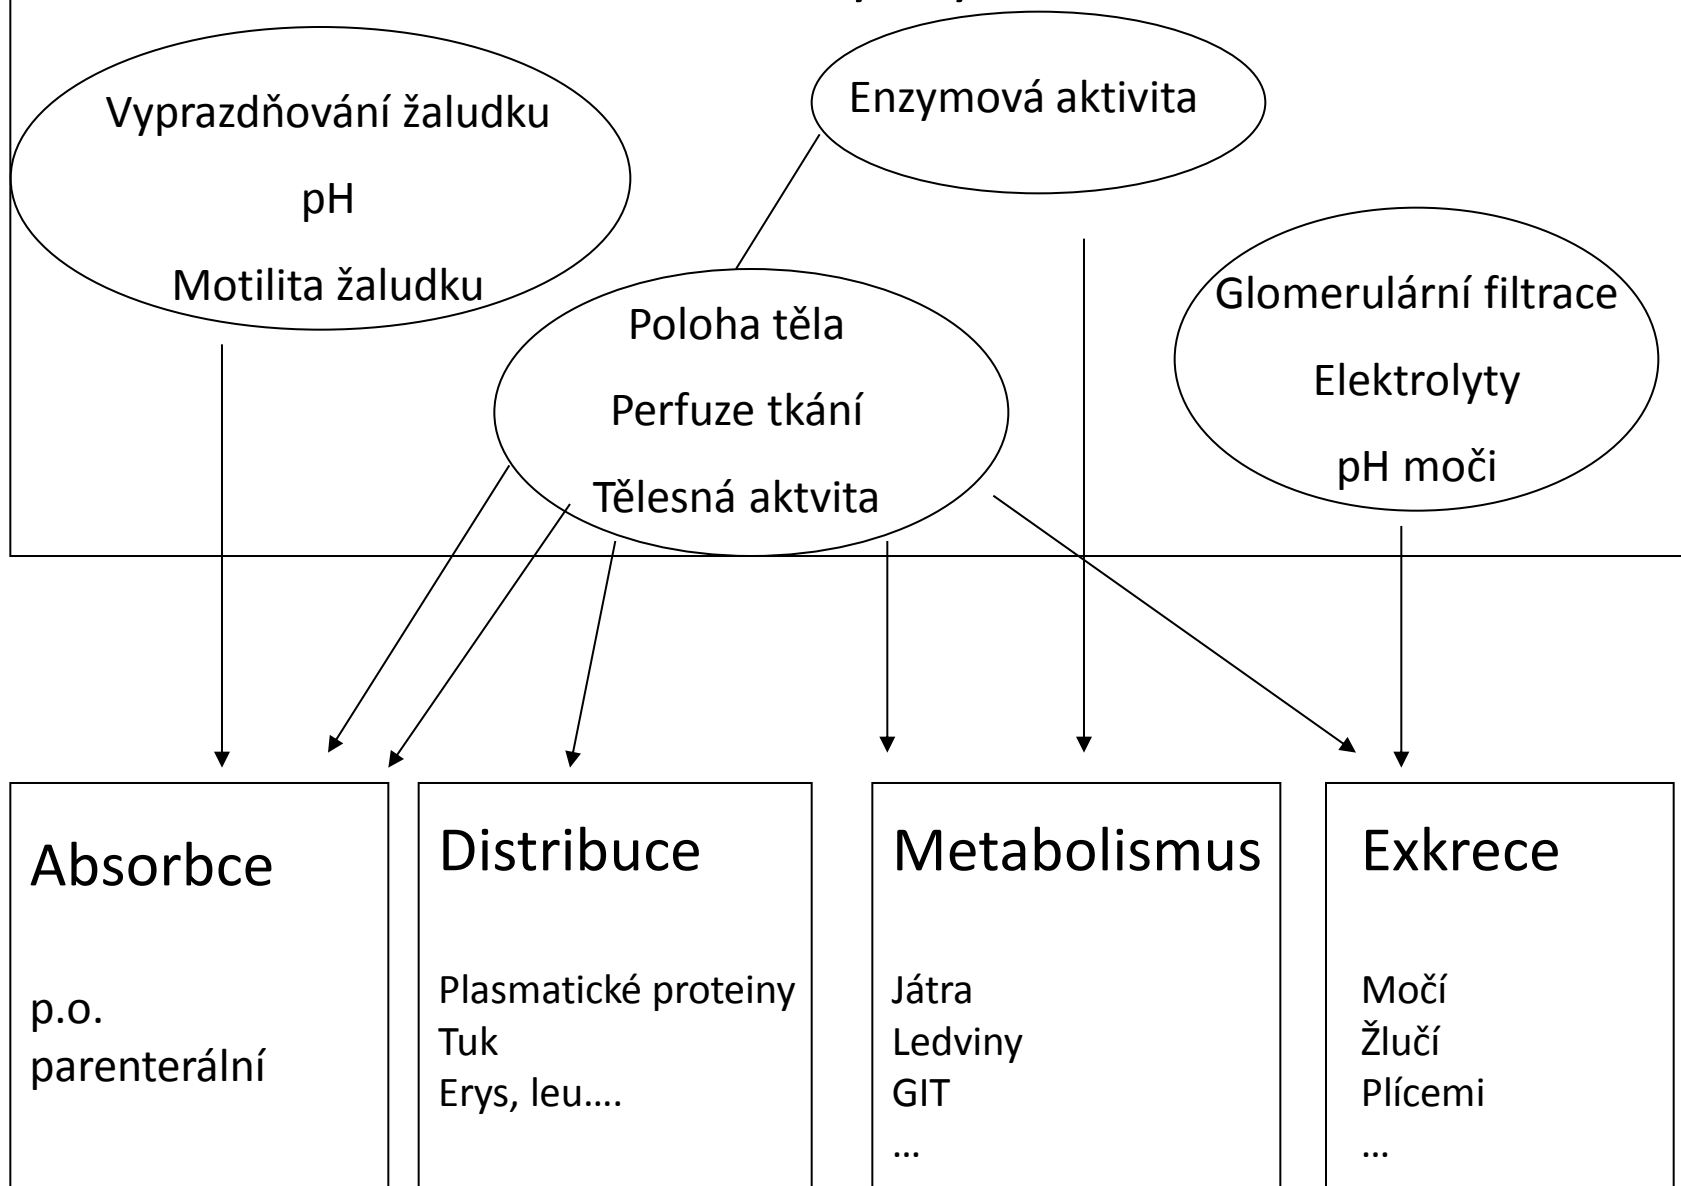 Vyprazdňování žaludku
pH
Motilita žaludku
Enzymová aktivita
Poloha těla
Perfuze tkání
Tělesná aktvita
Glomerulární filtrace
Elektrolyty
pH moči
Absorbce
p.o.
parenterální
Distribuce
Plasmatické proteiny
Tuk
Erys, leu....
Metabolismus
Játra
Ledviny
GIT
...
Exkrece
Močí
Žlučí
Plícemi
...